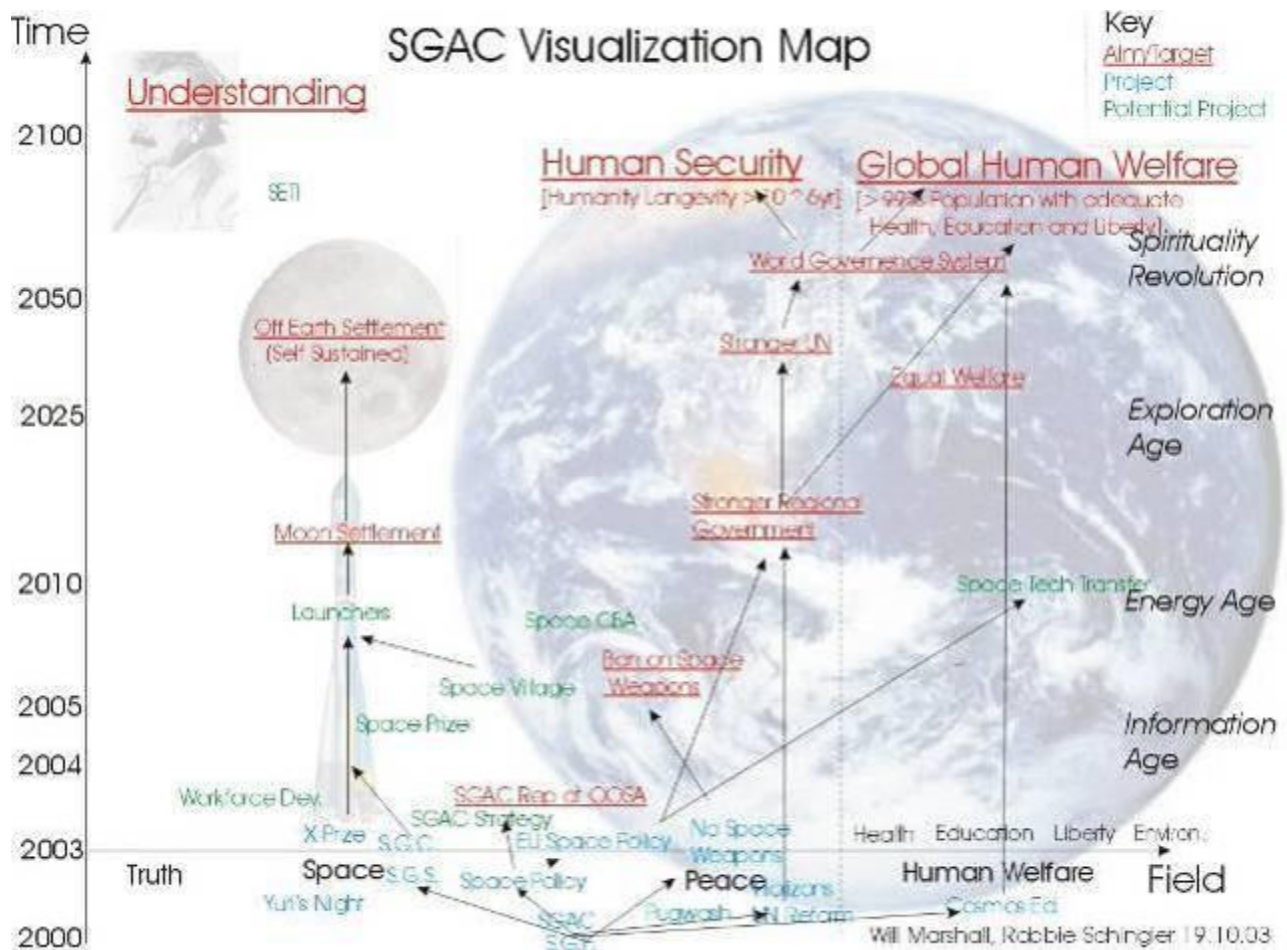 Time
SGAC Visualization Map
Key
Aim/Target
Project
Potential Project
Understanding
2100
SETI
Human Security
[Humanity Longevity > 10^6yr]
Global Human Welfare
[> 99% Population with adequate
Health, Education and Liberty]
Spirituality
Revolution
World Governence System
2050
Off Earth Settlement
(Self Sustained)
Stronger UN
Equal Welfare
2025
Exploration
Age
Stronger Regional
Government
Moon Settlement
2010
Launchers
Space Tech Transfer
Energy Age
Space CBA
Ban on Space
Weapons
Space Village
2005
Space Prize
Information
Age
2004
Workforce Dev.
SGAC Rep at OOSA
SGAC Strategy
X Prize
S.G.C.
EU Space Policy
No Space
Weapons
Health Education Liberty Environ.
2003
Truth
Space
S.G.S.
Space Policy
Peace
Human Welfare
Field
Yuri's Night
SGAC
S.G.F.
Pugwash
Horizons
UN Reform
Cosmos Ed.
2000
Will Marshall, Robbie Schingler 19.10.03